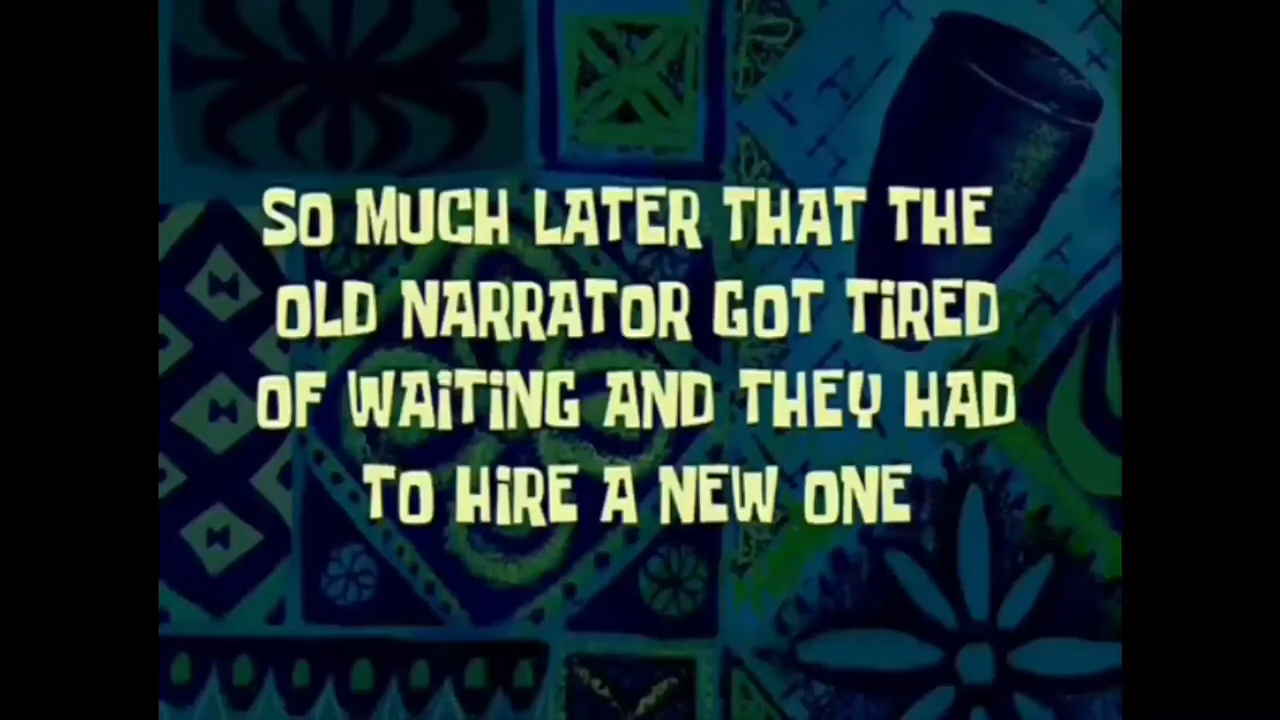 SO MUCH LATER THAT THE
OLD NARRATOR GOT TiRED
OF WAiTiNG AND THEY HAD
TO HiRE A NEW ONE